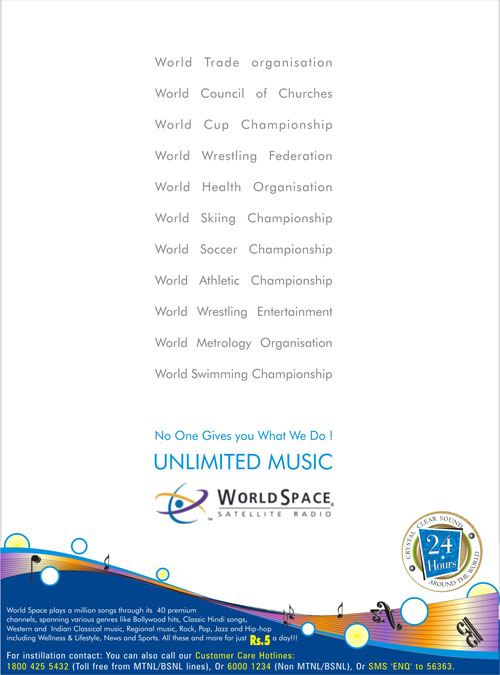 World Trade organisation
World Council of Churches
World Cup Championship
World Wrestling Federation
World Health Organisation
World Skiing Championship
World Soccer Championship
World Athletic Championship
World Wrestling Entertainment
World Metrology Organisation
World Swimming Championship
No One Gives you What We Do !
UNLIMITED MUSIC
WORLDSPACE
SATELLITE RADIO
CRYSTAL CLEAR SOUND
24
Hours
AROUND THE WORLD
World Space plays a million songs through its 40 premium
channels, spanning various genres like Bollywood hits, Classic Hindi songs,
Western and Indian Classical music, Regional music, Rock, Pop, Jazz and Hip-hop
including Wellness & Lifestyle, News and Sports. All these and more for just Rs.5 a day!!!
For instillation contact: You can also call our Customer Care Hotlines:
1800 425 5432 (Toll free from MTNL/BSNL lines), Or 6000 1234 (Non MTNL/BSNL), Or SMS 'ENQ' to 56363.